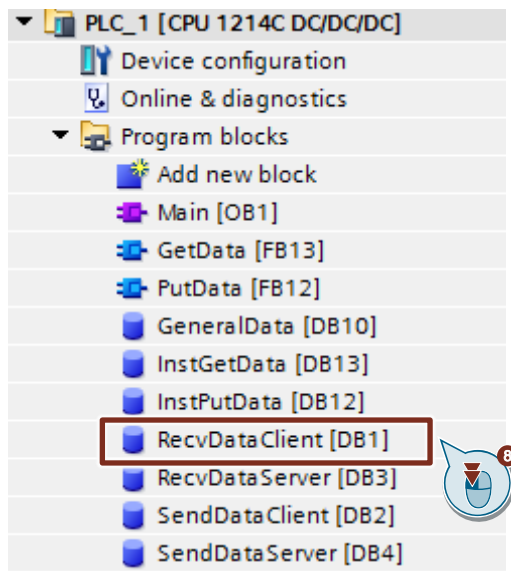 PLC_1 [CPU 1214C DC/DC/DC]
Device configuration
Online & diagnostics
Program blocks
Add new block
Main [OB1]
GetData [FB13]
PutData [FB12]
GeneralData [DB10]
InstGetData [DB13]
InstPutData [DB12]
RecvDataClient [DB1]
8
RecvDataServer [DB3]
SendDataClient [DB2]
SendDataServer [DB4]